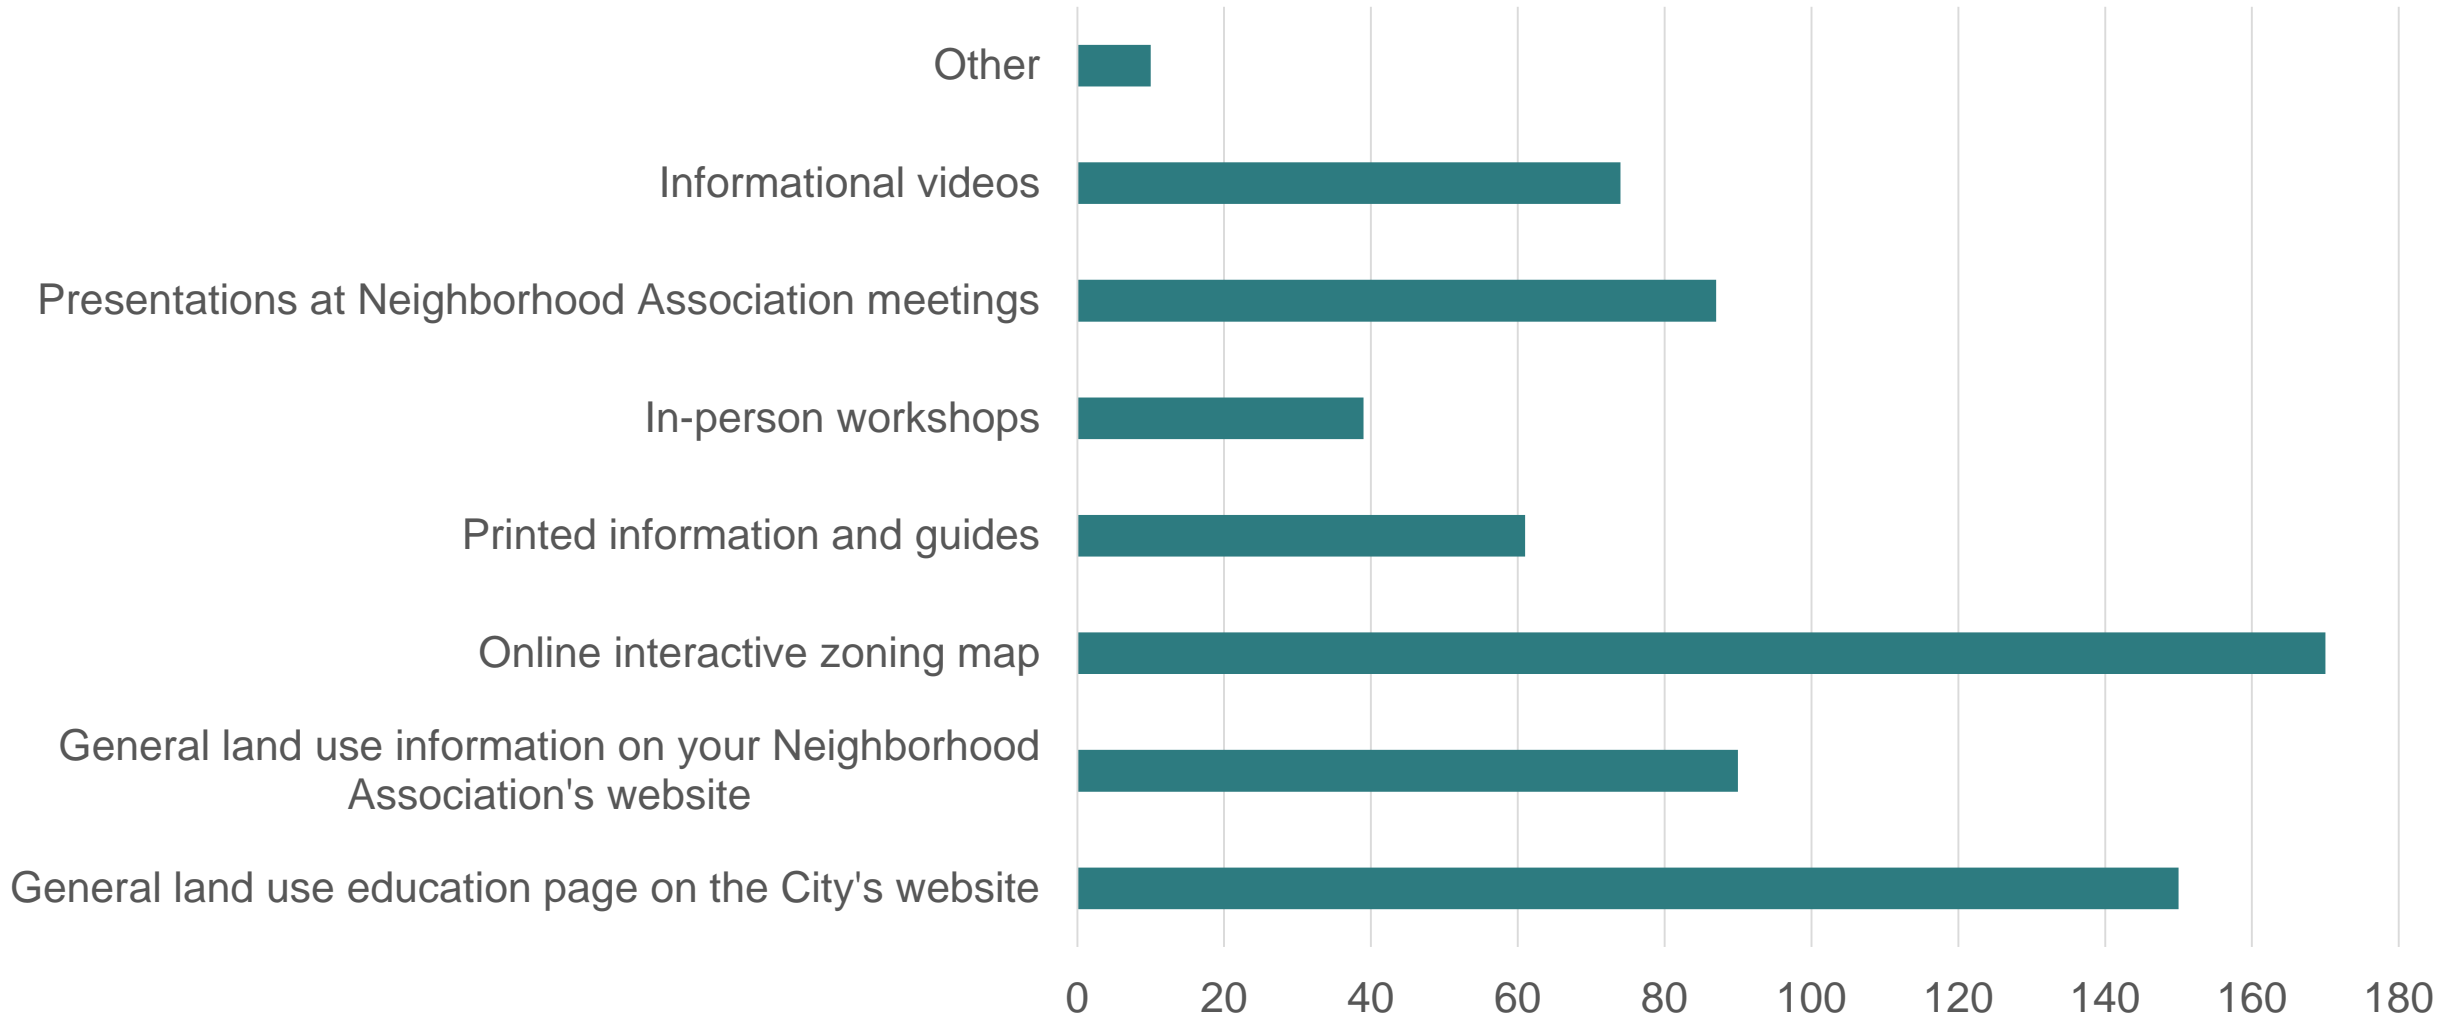 Other
Informational videos
Presentations at Neighborhood Association meetings
In-person workshops
Printed information and guides
Online interactive zoning map
General land use information on your Neighborhood
Association's website
General land use education page on the City's website
0 20 40 60 80 100 120 140 160 180